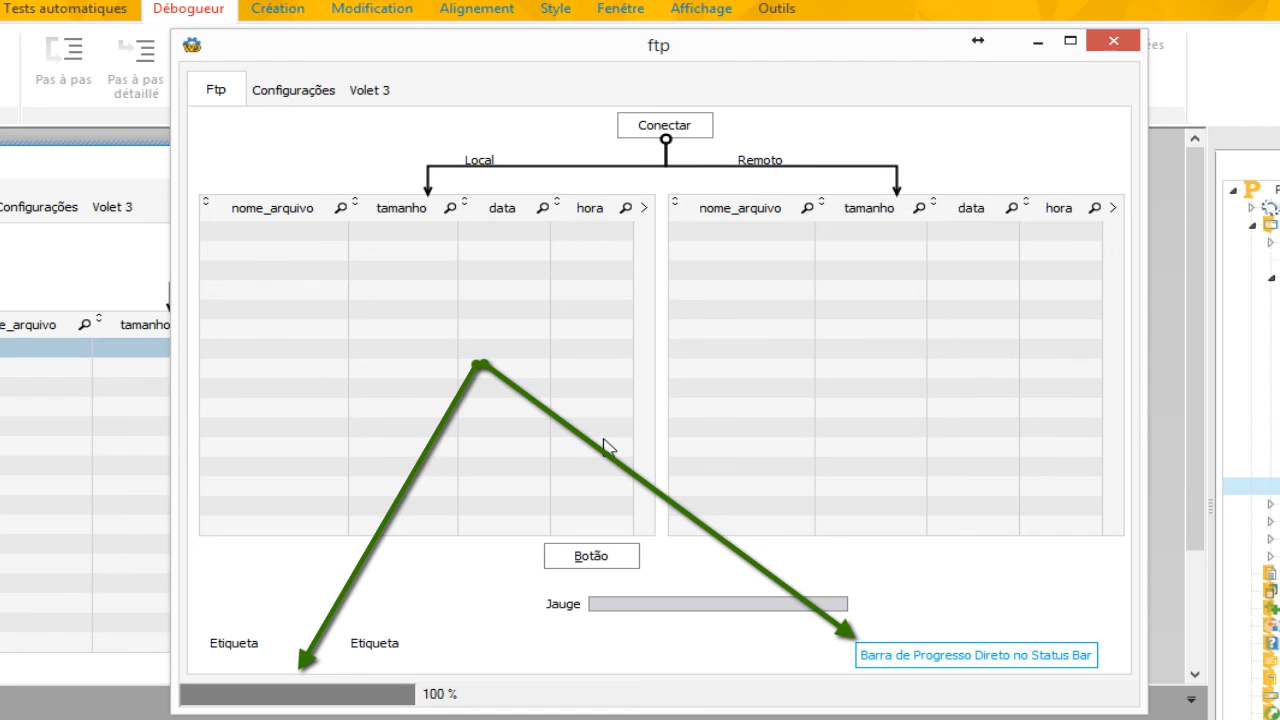 Tests automatiques
Débogueur
Création
Modification
Alignement
Style
Fenêtre
Affichage
Outils
Pas à pas
Pas à pas
détaillé
ftp
Ftp
Configurações
Volet 3
Conectar
Local
Remoto
nome_arquivo
tamanho
data
hora
nome_arquivo
tamanho
data
hora
Configurações
Volet 3
e_arquivo
tamanho
Botão
Jauge
Etiqueta
Etiqueta
Barra de Progresso Direto no Status Bar
100 %